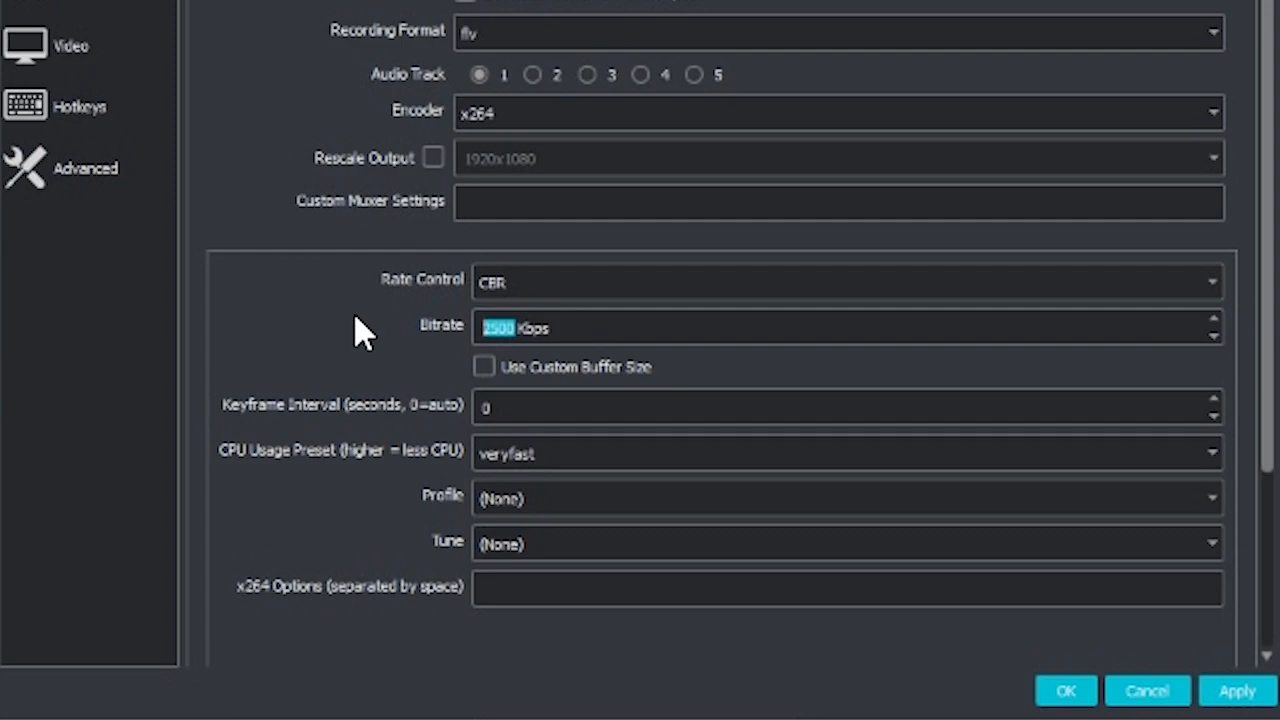 Recording Format flv
Video
Audio Track 1 2 3 4 5
Hotkeys
Encoder x264
Rescale Output 1920x1080
Advanced
Custom Muxer Settings
Rate Control CBR
Bitrate 2500 Kbps
Use Custom Buffer Size
Keyframe Interval (seconds, 0=auto) 0
CPU Usage Preset (higher = less CPU) veryfast
Profile (None)
Tune (None)
x264 Options (separated by space)
OK Cancel Apply